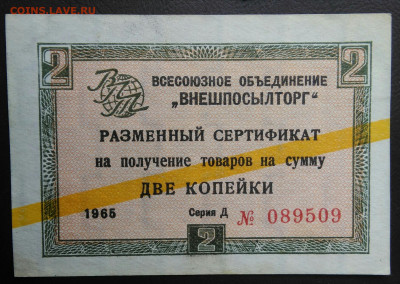 COINS.LAVE.RU
2 2
ВПТ
ВСЕСОЮЗНОЕ ОБЪЕДИНЕНИЕ
„ВНЕШПОСЫЛТОРГ"
РАЗМЕННЫЙ СЕРТИФИКАТ
на получение товаров на сумму
ДВЕ КОПЕЙКИ
1965 Серия Д № 089509
2